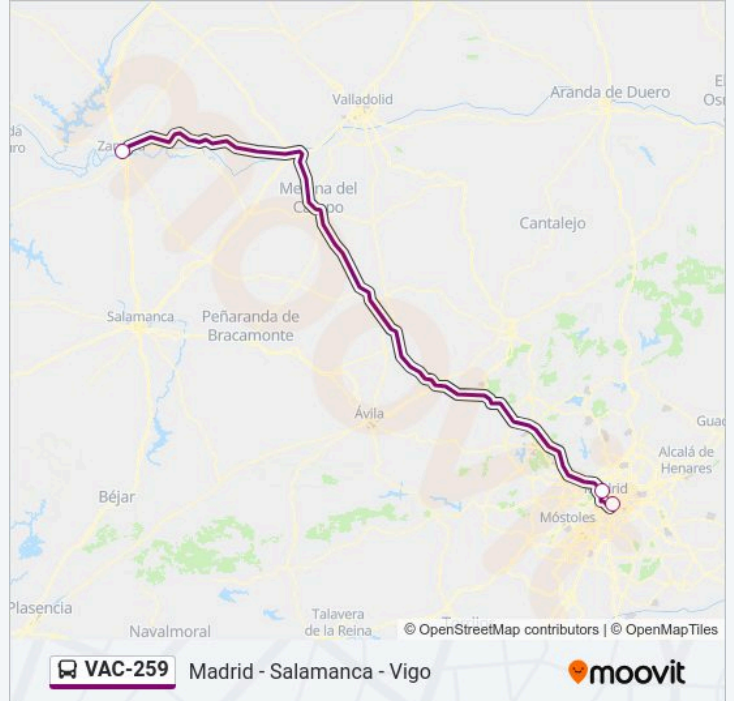 Valladolid
Aranda de Duero
Medina del
Campo
Cantalejo
Salamanca
Peñaranda de
Bracamonte
Ávila
Alcalá de
Henares
Madrid
Móstoles
Béjar
Plasencia
Talavera
de la Reina
Navalmoral
© OpenStreetMap contributors | © OpenMapTiles
VAC-259
Madrid - Salamanca - Vigo
moovit